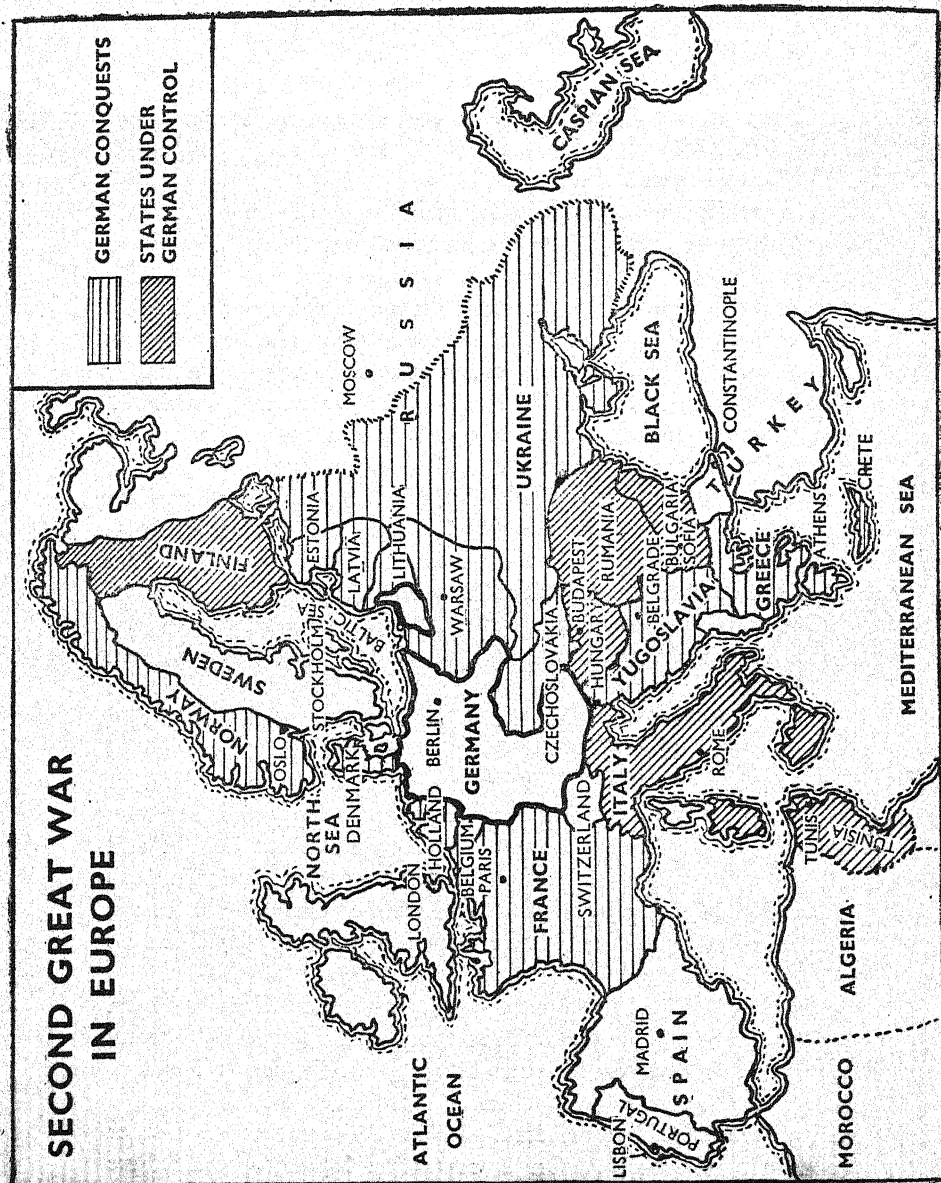 SECOND GREAT WAR
IN EUROPE
GERMAN CONQUESTS
STATES UNDER
GERMAN CONTROL
NORWAY
SWEDEN
FINLAND
OSLO
STOCKHOLM
BALTIC
SEA
ESTONIA
LATVIA
LITHUANIA
MOSCOW
RUSSIA
NORTH
SEA
DENMARK
ATLANTIC
OCEAN
LONDON
HOLLAND
BELGIUM
PARIS
BERLIN
GERMANY
WARSAW
UKRAINE
FRANCE
SWITZERLAND
CZECHOSLOVAKIA
BUDAPEST
HUNGARY
RUMANIA
BELGRADE
YUGOSLAVIA
BULGARIA
SOFIA
BLACK SEA
CASPIAN SEA
CONSTANTINOPLE
TURKEY
ITALY
ROME
GREECE
ATHENS
CRETE
LISBON
PORTUGAL
MADRID
SPAIN
MEDITERRANEAN SEA
MOROCCO
ALGERIA
TUNIS
TUNISIA